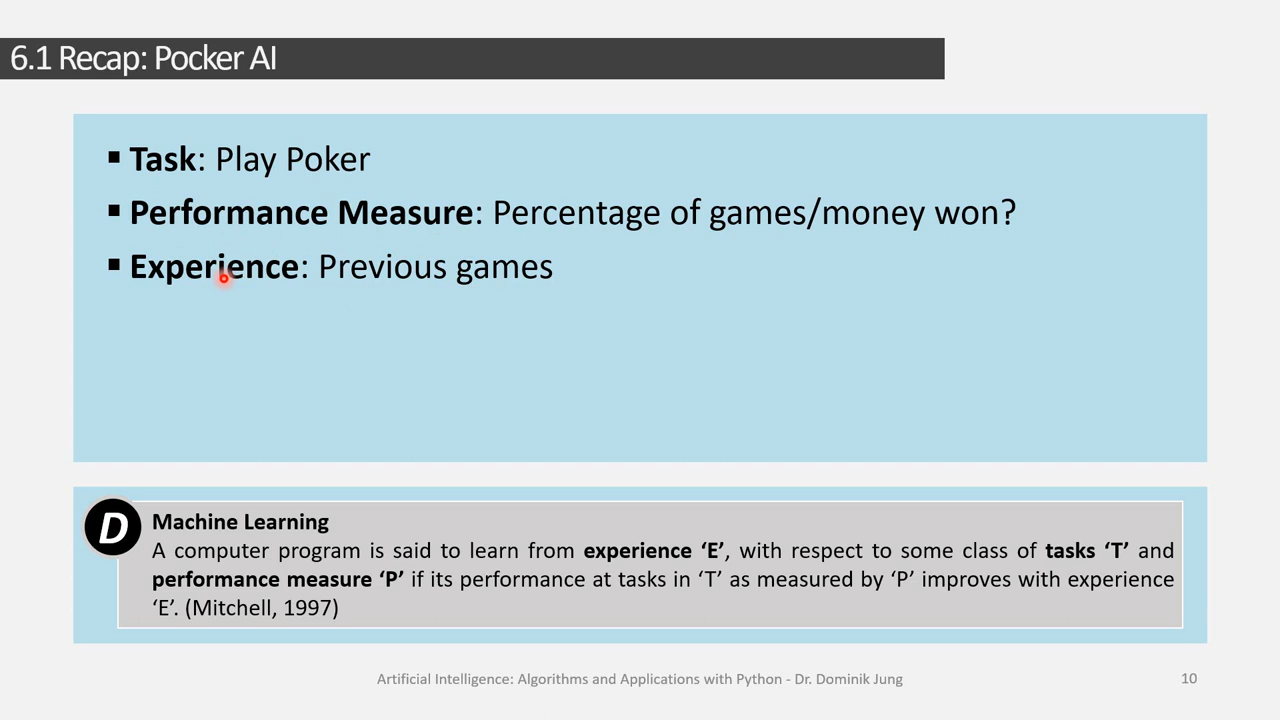 6.1 Recap: Pocker AI
▪ Task: Play Poker
▪ Performance Measure: Percentage of games/money won?
▪ Experience: Previous games
D
Machine Learning
A computer program is said to learn from experience ‘E’, with respect to some class of tasks ‘T’ and
performance measure ‘P’ if its performance at tasks in ‘T’ as measured by ‘P’ improves with experience
‘E’. (Mitchell, 1997)
Artificial Intelligence: Algorithms and Applications with Python - Dr. Dominik Jung
10